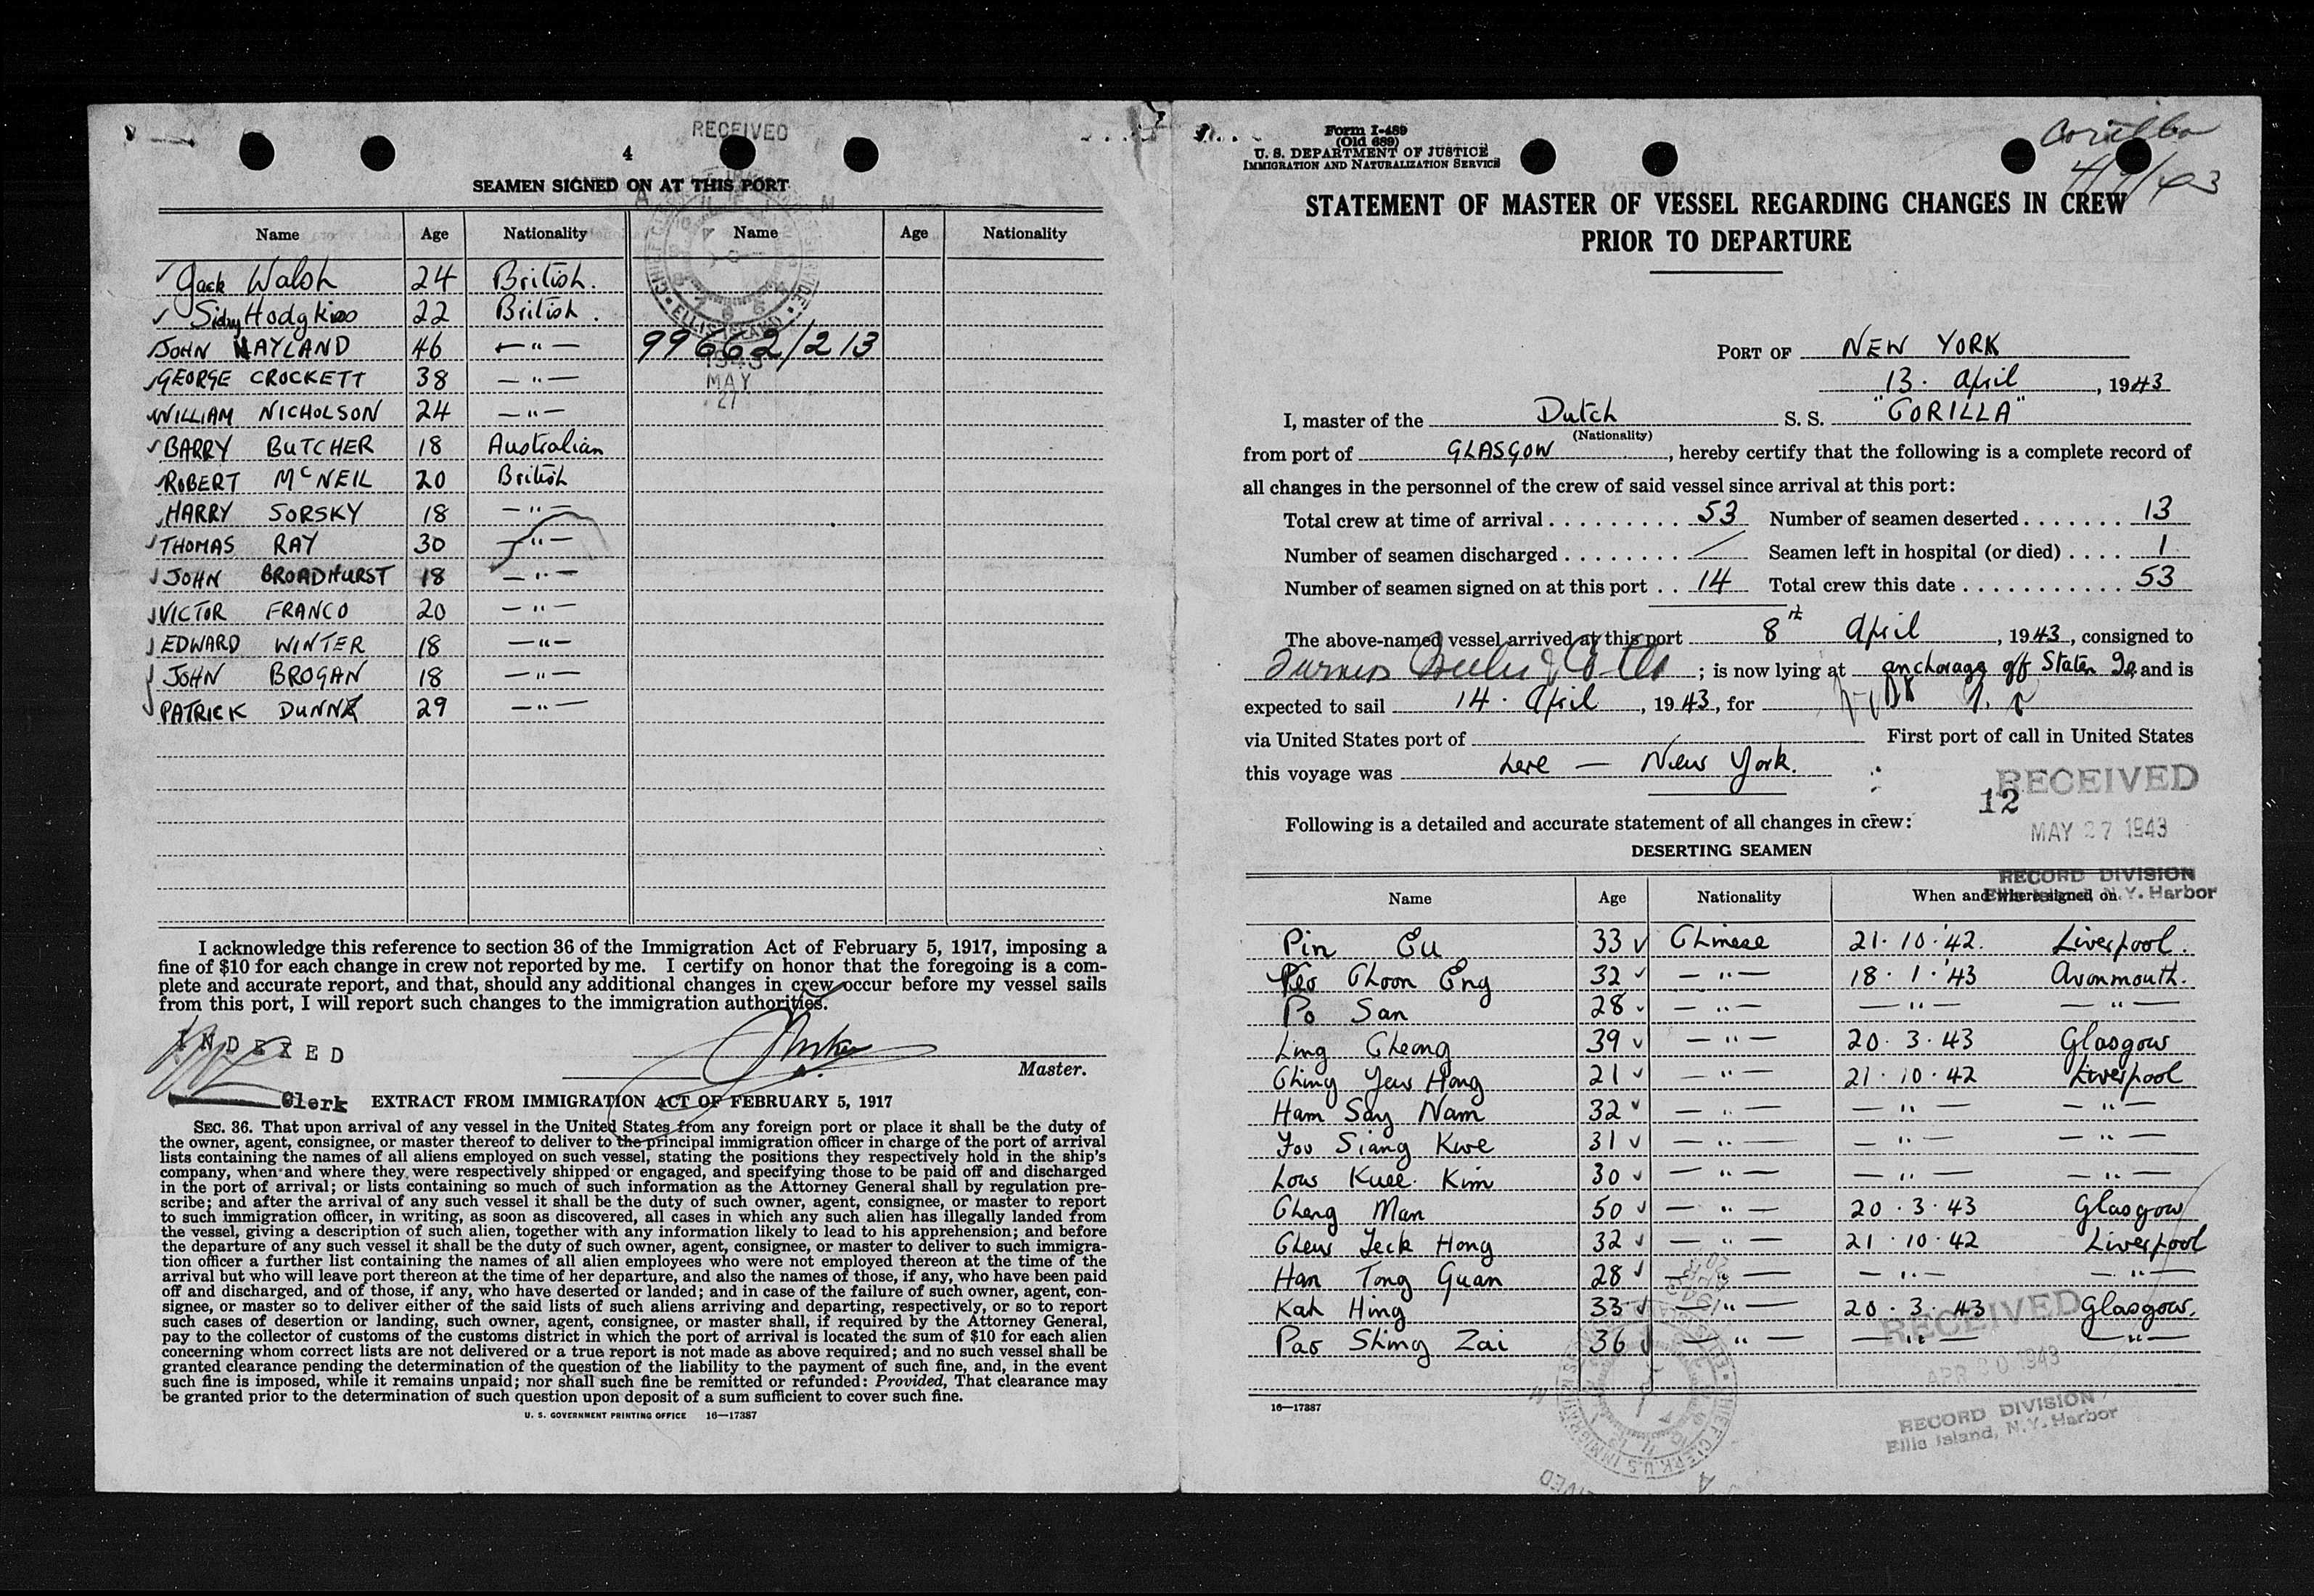 RECEIVED
4
SEAMEN SIGNED ON AT THIS PORT
Name Age Nationality Name Age Nationality
Jack Walsh 24 British.
Hodgkiss 22 British.
JOHN HAYLAND 46 — " — 99662/213
GEORGE CROCKETT 38 — " —
WILLIAM NICHOLSON 24 — " —
BARRY BUTCHER 18 Australian
ROBERT McNEIL 20 British
HARRY SORSKY 18 — " —
THOMAS RAY 30 — " —
JOHN BROADHURST 18 — " —
VICTOR FRANCO 20 — " —
EDWARD WINTER 18 — " —
JOHN BROGAN 18 — " —
PATRICK DUNNE 29 — " —
ELLIS ISLAND
1943
MAY
27
I acknowledge this reference to section 36 of the Immigration Act of February 5, 1917, imposing a
fine of $10 for each change in crew not reported by me. I certify on honor that the foregoing is a com-
plete and accurate report, and that, should any additional changes in crew occur before my vessel sails
from this port, I will report such changes to the immigration authorities.
INDEXED
Master.
Clerk
EXTRACT FROM IMMIGRATION ACT OF FEBRUARY 5, 1917
SEC. 36. That upon arrival of any vessel in the United States from any foreign port or place it shall be the duty of
the owner, agent, consignee, or master thereof to deliver to the principal immigration officer in charge of the port of arrival
lists containing the names of all aliens employed on such vessel, stating the positions they respectively hold in the ship's
company, when and where they were respectively shipped or engaged, and specifying those to be paid off and discharged
in the port of arrival; or lists containing so much of such information as the Attorney General shall by regulation pre-
scribe; and after the arrival of any such vessel it shall be the duty of such owner, agent, consignee, or master to report
to such immigration officer, in writing, as soon as discovered, all cases in which any such alien has illegally landed from
the vessel, giving a description of such alien, together with any information likely to lead to his apprehension; and before
the departure of any such vessel it shall be the duty of such owner, agent, consignee, or master to deliver to such immigra-
tion officer a further list containing the names of all alien employees who were not employed thereon at the time of the
arrival but who will leave port thereon at the time of her departure, and also the names of those, if any, who have been paid
off and discharged, and of those, if any, who have deserted or landed; and in case of the failure of such owner, agent, con-
signee, or master so to deliver either of the said lists of such aliens arriving and departing, respectively, or so to report
such cases of desertion or landing, such owner, agent, consignee, or master shall, if required by the Attorney General,
pay to the collector of customs of the customs district in which the port of arrival is located the sum of $10 for each alien
concerning whom correct lists are not delivered or a true report is not made as above required; and no such vessel shall be
granted clearance pending the determination of the question of the liability to the payment of such fine, and, in the event
such fine is imposed, while it remains unpaid; nor shall such fine be remitted or refunded: Provided, That clearance may
be granted prior to the determination of such question upon deposit of a sum sufficient to cover such fine.
U. S. GOVERNMENT PRINTING OFFICE 16—17387
Form I-489
(Old 689)
U. S. DEPARTMENT OF JUSTICE
IMMIGRATION AND NATURALIZATION SERVICE
STATEMENT OF MASTER OF VESSEL REGARDING CHANGES IN CREW
PRIOR TO DEPARTURE
PORT OF NEW YORK
13. April, 1943
I, master of the Dutch S. S. "GORILLA"
(Nationality)
from port of GLASGOW, hereby certify that the following is a complete record of
all changes in the personnel of the crew of said vessel since arrival at this port:
Total crew at time of arrival 53 Number of seamen deserted 13
Number of seamen discharged / Seamen left in hospital (or died) 1
Number of seamen signed on at this port 14 Total crew this date 53
The above-named vessel arrived at this port 8th April, 1943, consigned to
; is now lying at anchorage off Staten Is. and is
expected to sail 14. April, 1943, for
via United States port of First port of call in United States
this voyage was here — New York.
RECEIVED
12
MAY 27 1943
Following is a detailed and accurate statement of all changes in crew:
DESERTING SEAMEN
RECORD DIVISION
Ellis Island, N.Y. Harbor
Name Age Nationality When and where signed on
Pin Eu 33 Chinese 21.10.'42. Liverpool.
Choon Eng 32 — " — 18.1.'43 Avonmouth.
Po San 28 — " — — " — — " —
Ling Cheong 39 — " — 20.3.43 Glasgow
Ching Yew Hong 21 — " — 21.10.42 Liverpool
Ham Say Nam 32 — " — — " — — " —
Foo Siang Kwe 31 — " — — " — — " —
Low Kuee Kim 30 — " — — " — — " —
Cheng Man 50 — " — 20.3.43 Glasgow
Chew Teck Hong 32 — " — 21.10.42 Liverpool
Han Tong Guan 28 — " — — " — — " —
Kah Hing 33 — " — 20.3.43 Glasgow.
Pao Shing Zai 36 — " — — " — — " —
RECEIVED
APR 30 1943
RECORD DIVISION
Ellis Island, N.Y. Harbor
16—17387